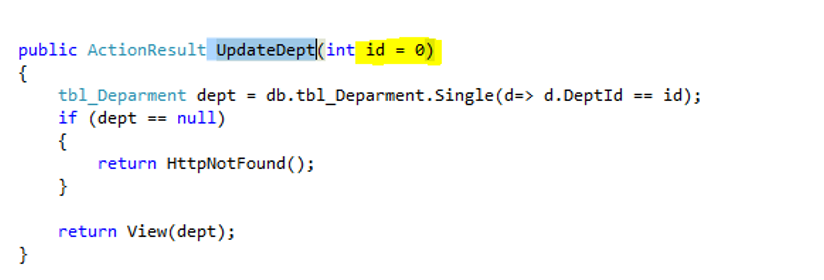 public ActionResult UpdateDept(int id = 0)
{
    tbl_Deparment dept = db.tbl_Deparment.Single(d=> d.DeptId == id);
    if (dept == null)
    {
        return HttpNotFound();
    }

    return View(dept);
}